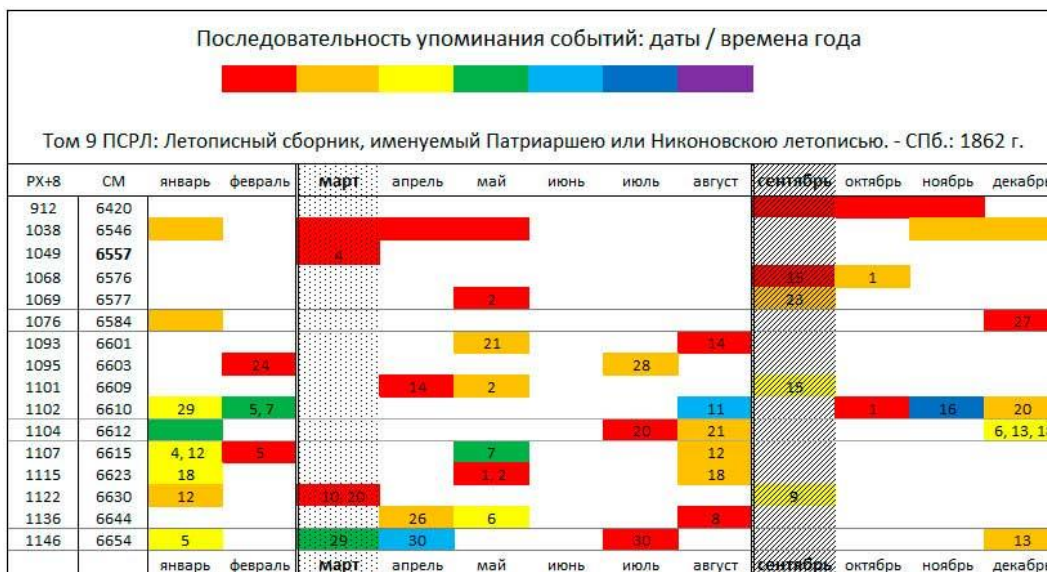 Последовательность упоминания событий: даты / времена года
Том 9 ПСРЛ: Летописный сборник, именуемый Патриаршею или Никоновскою летописью. - СПб.: 1862 г.
РХ+8 СМ январь февраль март апрель май июнь июль август сентябрь октябрь ноябрь декабрь
912 6420
1038 6546
1049 6557 4
1068 6576 15 1
1069 6577 2 23
1076 6584 27
1093 6601 21 14
1095 6603 24 28
1101 6609 14 2 15
1102 6610 29 5, 7 11 1 16 20
1104 6612 20 21 6, 13,
1107 6615 4, 12 5 7 12
1115 6623 18 1, 2 18
1122 6630 12 10, 20 9
1136 6644 26 6 8
1146 6654 5 29 30 30 13
январь февраль март апрель май июнь июль август сентябрь октябрь ноябрь декабрь